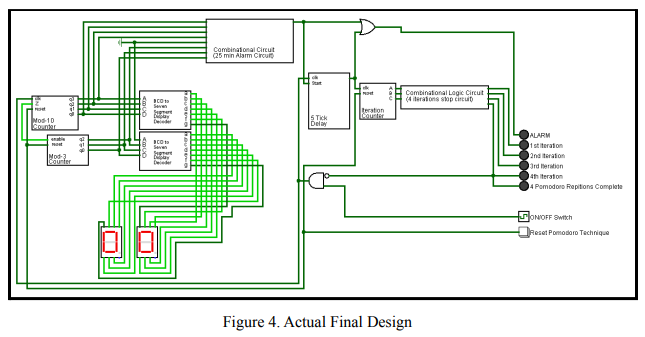 Combinational Circuit
(25 min Alarm Circuit)
clk
Z
reset
q3
q2
q1
q0
Mod-10
Counter
enable
reset
q2
q1
q0
Mod-3
Counter
A
B
C
D
BCD to
Seven
Segment
Display
Decoder
a
b
c
d
e
f
g
A
B
C
D
BCD to
Seven
Segment
Display
Decoder
a
b
c
d
e
f
g
clk
Start
5 Tick
Delay
clk
reset
A
B
C
Iteration
Counter
Combinational Logic Circuit
(4 iterations stop circuit)
ALARM
1st Iteration
2nd Iteration
3rd Iteration
4th Iteration
4 Pomodoro Repitions Complete
ON/OFF Switch
Reset Pomodoro Technique
Figure 4. Actual Final Design